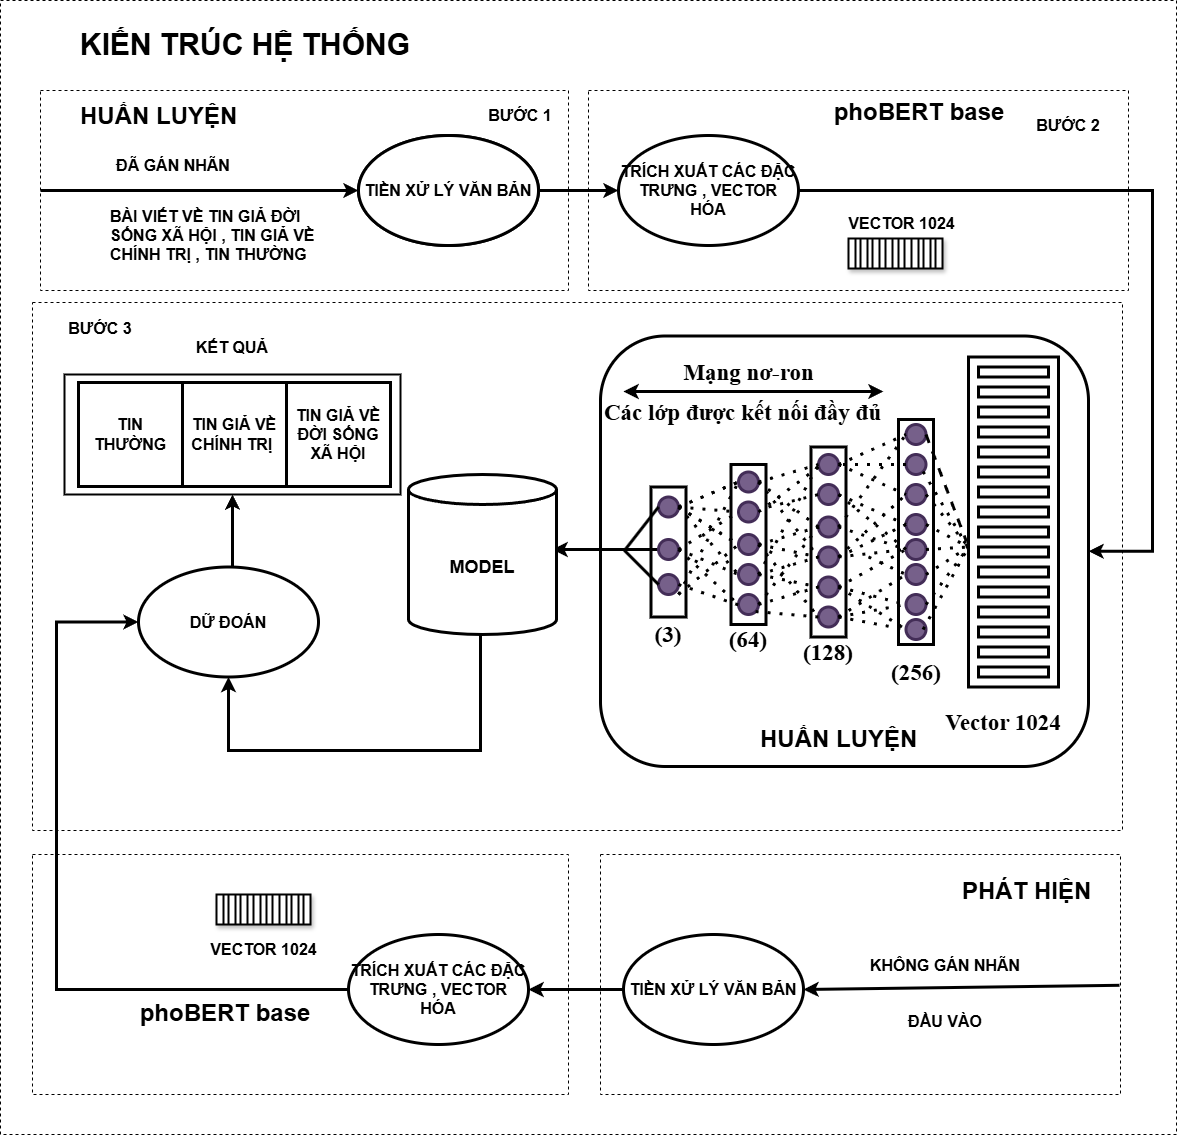 KIẾN TRÚC HỆ THỐNG
HUẤN LUYỆN
BƯỚC 1
ĐÃ GÁN NHÃN
BÀI VIẾT VỀ TIN GIẢ ĐỜI
SỐNG XÃ HỘI , TIN GIẢ VỀ
CHÍNH TRỊ , TIN THƯỜNG
TIỀN XỬ LÝ VĂN BẢN
phoBERT base
BƯỚC 2
TRÍCH XUẤT CÁC ĐẶC
TRƯNG , VECTOR
HÓA
VECTOR 1024
BƯỚC 3
KẾT QUẢ
TIN
THƯỜNG
TIN GIẢ VỀ
CHÍNH TRỊ
TIN GIẢ VỀ
ĐỜI SỐNG
XÃ HỘI
DỮ ĐOÁN
MODEL
Mạng nơ-ron
Các lớp được kết nối đầy đủ
(3)
(64)
(128)
(256)
Vector 1024
HUẤN LUYỆN
VECTOR 1024
phoBERT base
TRÍCH XUẤT CÁC ĐẶC
TRƯNG , VECTOR
HÓA
PHÁT HIỆN
TIỀN XỬ LÝ VĂN BẢN
KHÔNG GÁN NHÃN
ĐẦU VÀO